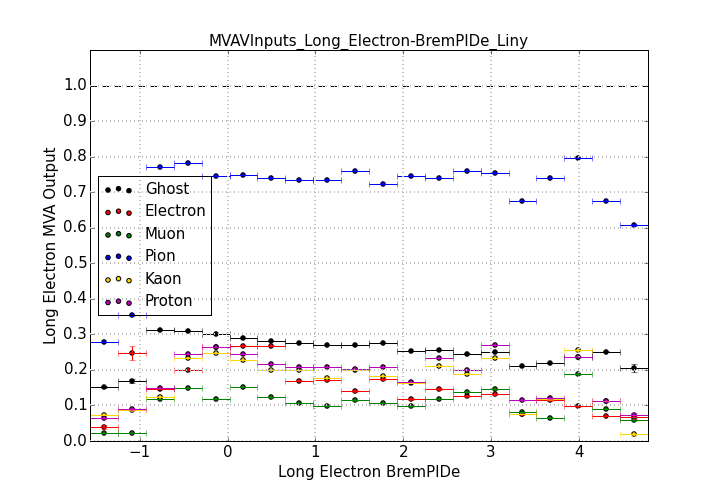 MVAVInputs_Long_Electron-BremPIDe_Liny
Long Electron MVA Output
1.0
0.9
0.8
0.7
0.6
0.5
0.4
0.3
0.2
0.1
0.0
Ghost
Electron
Muon
Pion
Kaon
Proton
−1 0 1 2 3 4
Long Electron BremPIDe